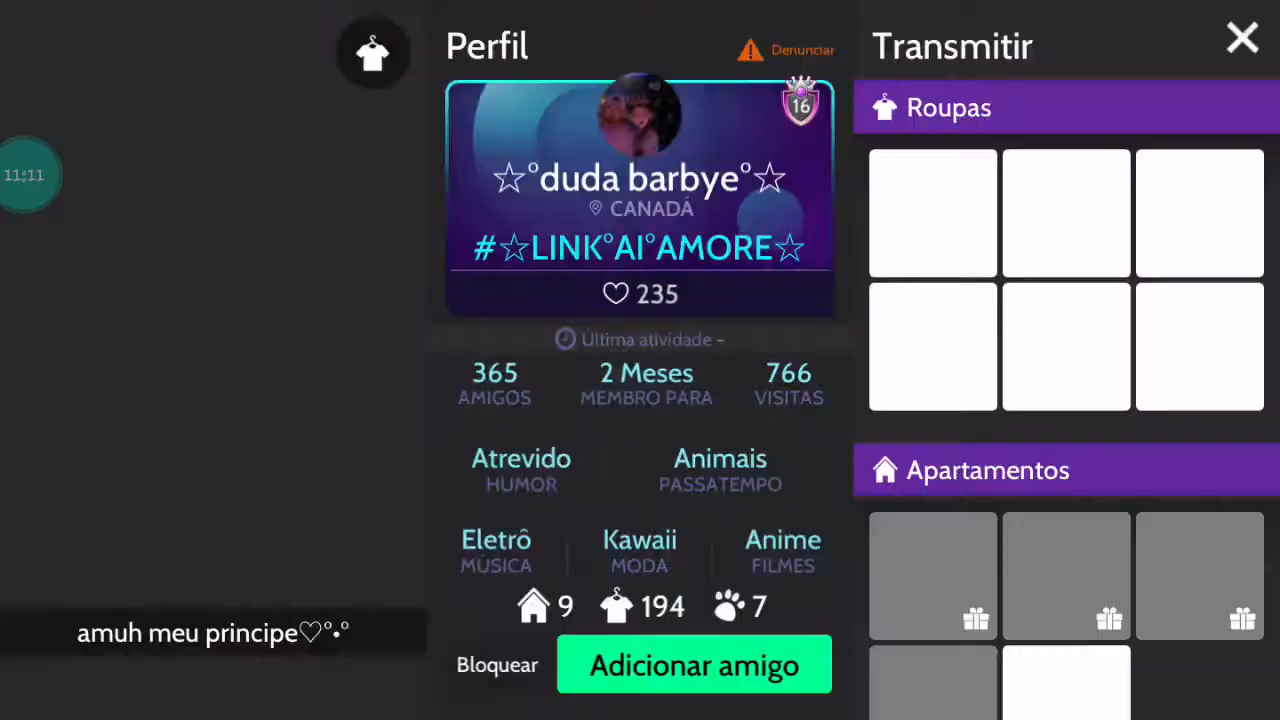 11:11
amuh meu principe♡°•°
Perfil
Denunciar
16
☆°duda barbye°☆
CANADÁ
#☆LINK°AI°AMORE☆
235
Última atividade -
365
AMIGOS
2 Meses
MEMBRO PARA
766
VISITAS
Atrevido
HUMOR
Animais
PASSATEMPO
Eletrô
MÚSICA
Kawaii
MODA
Anime
FILMES
9
194
7
Bloquear
Adicionar amigo
Transmitir
Roupas
Apartamentos